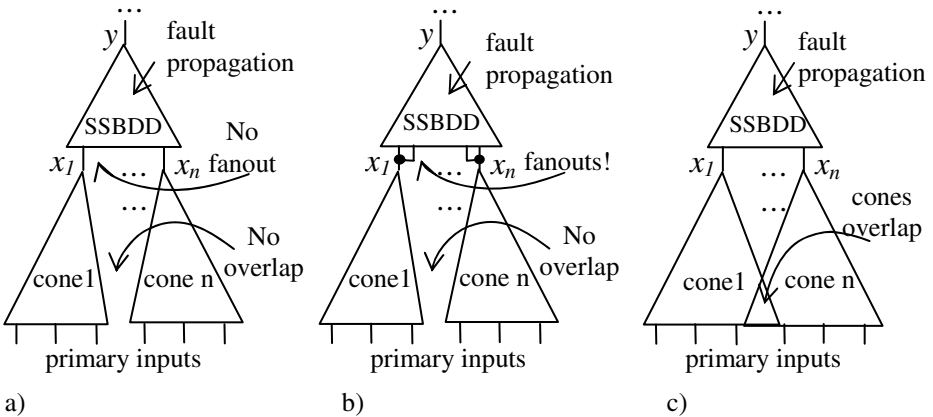 ...
y
fault
propagation
SSBDD
No
fanout
x1
...
xn
...
No
overlap
cone1
cone n
primary inputs
a)
...
y
fault
propagation
SSBDD
x1
...
xn
fanouts!
...
No
overlap
cone1
cone n
primary inputs
b)
...
y
fault
propagation
SSBDD
x1
...
xn
...
cones
overlap
cone1
cone n
primary inputs
c)